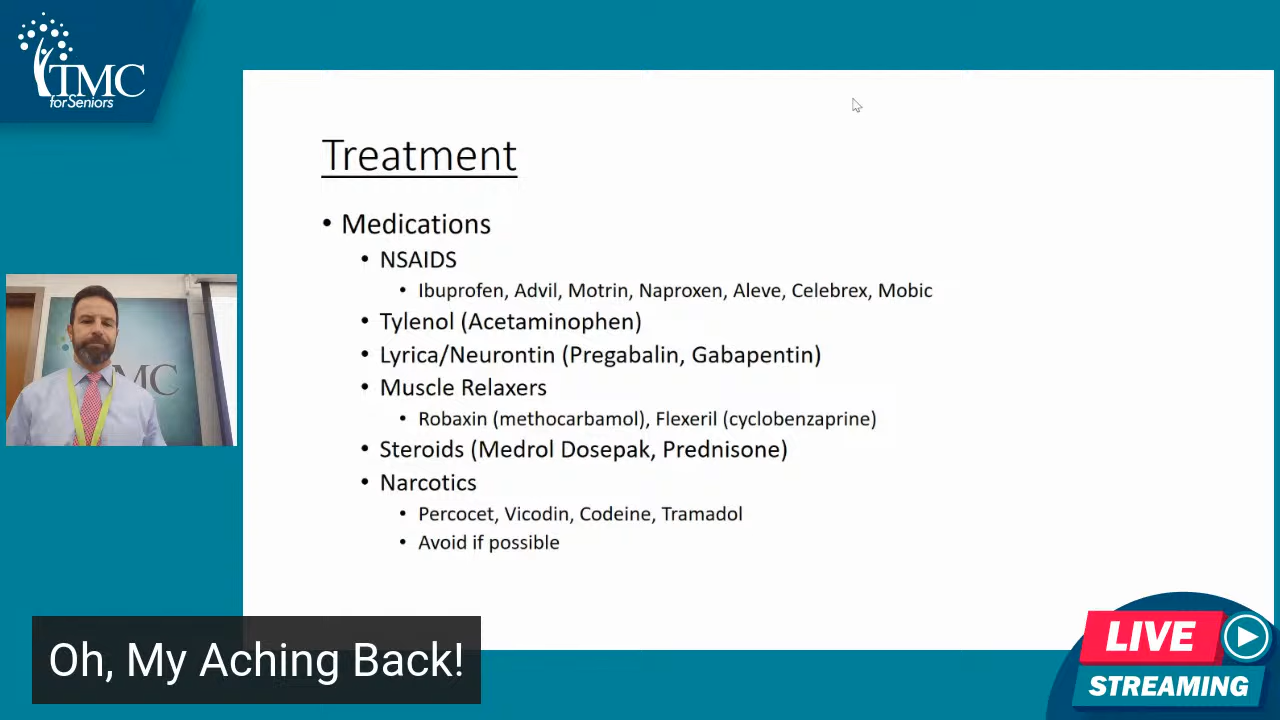 TMC
for Seniors
Treatment
• Medications
• NSAIDS
• Ibuprofen, Advil, Motrin, Naproxen, Aleve, Celebrex, Mobic
• Tylenol (Acetaminophen)
• Lyrica/Neurontin (Pregabalin, Gabapentin)
• Muscle Relaxers
• Robaxin (methocarbamol), Flexeril (cyclobenzaprine)
• Steroids (Medrol Dosepak, Prednisone)
• Narcotics
• Percocet, Vicodin, Codeine, Tramadol
• Avoid if possible
MC
Oh, My Aching Back!
LIVE
STREAMING